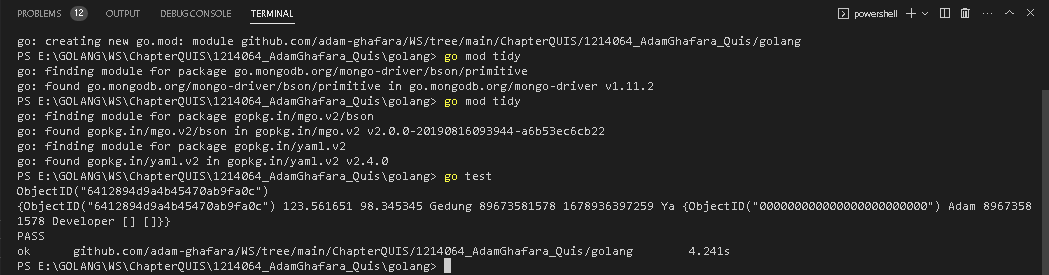 PROBLEMS 12 OUTPUT DEBUG CONSOLE TERMINAL powershell
go: creating new go.mod: module github.com/adam-ghafara/WS/tree/main/ChapterQUIS/1214064_AdamGhafara_Quis/golang
PS E:\GOLANG\WS\ChapterQUIS\1214064_AdamGhafara_Quis\golang> go mod tidy
go: finding module for package go.mongodb.org/mongo-driver/bson/primitive
go: found go.mongodb.org/mongo-driver/bson/primitive in go.mongodb.org/mongo-driver v1.11.2
PS E:\GOLANG\WS\ChapterQUIS\1214064_AdamGhafara_Quis\golang> go mod tidy
go: finding module for package gopkg.in/mgo.v2/bson
go: found gopkg.in/mgo.v2/bson in gopkg.in/mgo.v2 v2.0.0-20190816093944-a6b53ec6cb22
go: finding module for package gopkg.in/yaml.v2
go: found gopkg.in/yaml.v2 in gopkg.in/yaml.v2 v2.4.0
PS E:\GOLANG\WS\ChapterQUIS\1214064_AdamGhafara_Quis\golang> go test
ObjectID("6412894d9a4b45470ab9fa0c")
{ObjectID("6412894d9a4b45470ab9fa0c") 123.561651 98.345345 Gedung 89673581578 1678936397259 Ya {ObjectID("000000000000000000000000") Adam 8967358
1578 Developer [] []}}
PASS
ok github.com/adam-ghafara/WS/tree/main/ChapterQUIS/1214064_AdamGhafara_Quis/golang 4.241s
PS E:\GOLANG\WS\ChapterQUIS\1214064_AdamGhafara_Quis\golang>